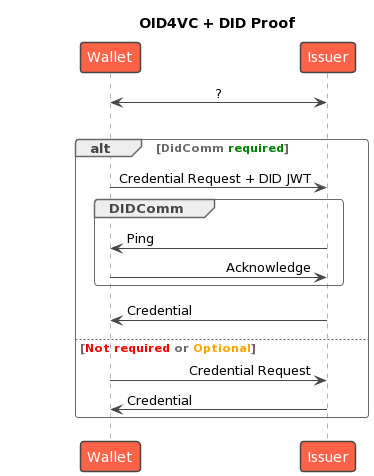 OID4VC + DID Proof
Wallet Issuer
?
alt [DidComm required]
Credential Request + DID JWT
DIDComm
Ping
Acknowledge
Credential
[Not required or Optional]
Credential Request
Credential
Wallet Issuer